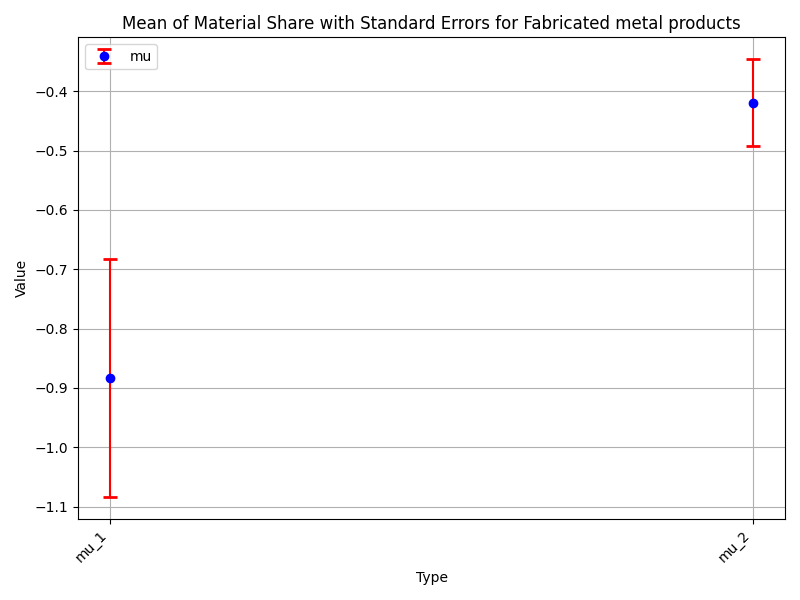 Mean of Material Share with Standard Errors for Fabricated metal products
mu
Value
−0.4
−0.5
−0.6
−0.7
−0.8
−0.9
−1.0
−1.1
mu_1
mu_2
Type